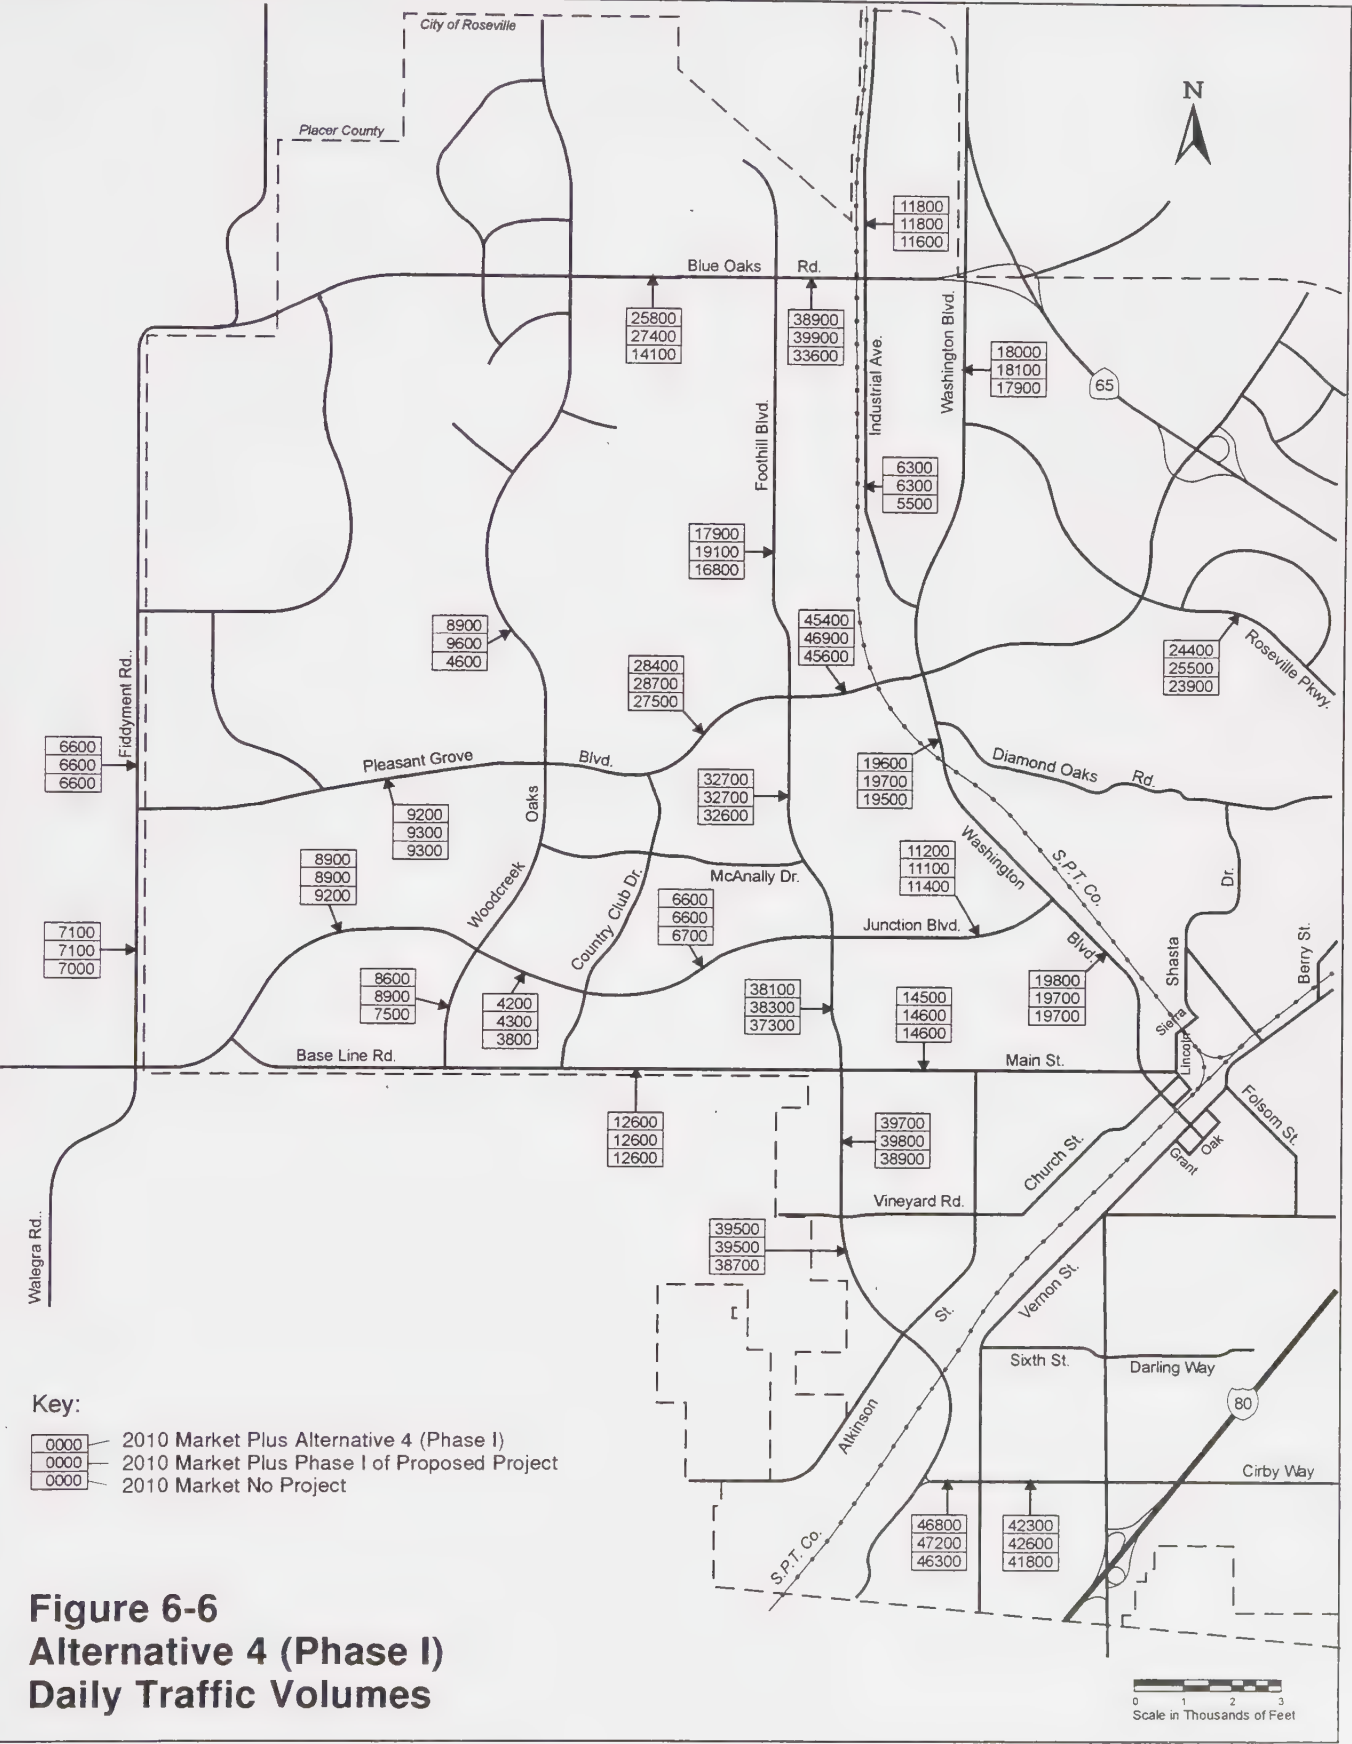 City of Roseville
Placer County
N
11800
11800
11600
Blue Oaks Rd.
25800
27400
14100
38900
39900
33600
Industrial Ave.
Washington Blvd.
18000
18100
17900
65
Foothill Blvd.
6300
6300
5500
17900
19100
16800
8900
9600
4600
45400
46900
45600
28400
28700
27500
24400
25500
23900
Roseville Pkwy.
Fiddyment Rd..
6600
6600
6600
Pleasant Grove Blvd.
19600
19700
19500
Diamond Oaks Rd.
32700
32700
32600
9200
9300
9300
Woodcreek Oaks
8900
8900
9200
McAnally Dr.
Country Club Dr.
11200
11100
11400
Washington Blvd.
S.P.T. Co.
Shasta Dr.
Berry St.
6600
6600
6700
Junction Blvd.
7100
7100
7000
8600
8900
7500
4200
4300
3800
38100
38300
37300
14500
14600
14600
19800
19700
19700
Sierra
Lincoln
Base Line Rd.
Main St.
12600
12600
12600
39700
39800
38900
Church St.
Folsom St.
Grant
Oak
Vineyard Rd.
39500
39500
38700
Walegra Rd..
Vernon St.
Atkinson St.
Sixth St.
Darling Way
80
Key:
0000 2010 Market Plus Alternative 4 (Phase I)
0000 2010 Market Plus Phase I of Proposed Project
0000 2010 Market No Project
Cirby Way
46800
47200
46300
42300
42600
41800
S.P.T. Co.
Figure 6-6
Alternative 4 (Phase I)
Daily Traffic Volumes
0 1 2 3
Scale in Thousands of Feet